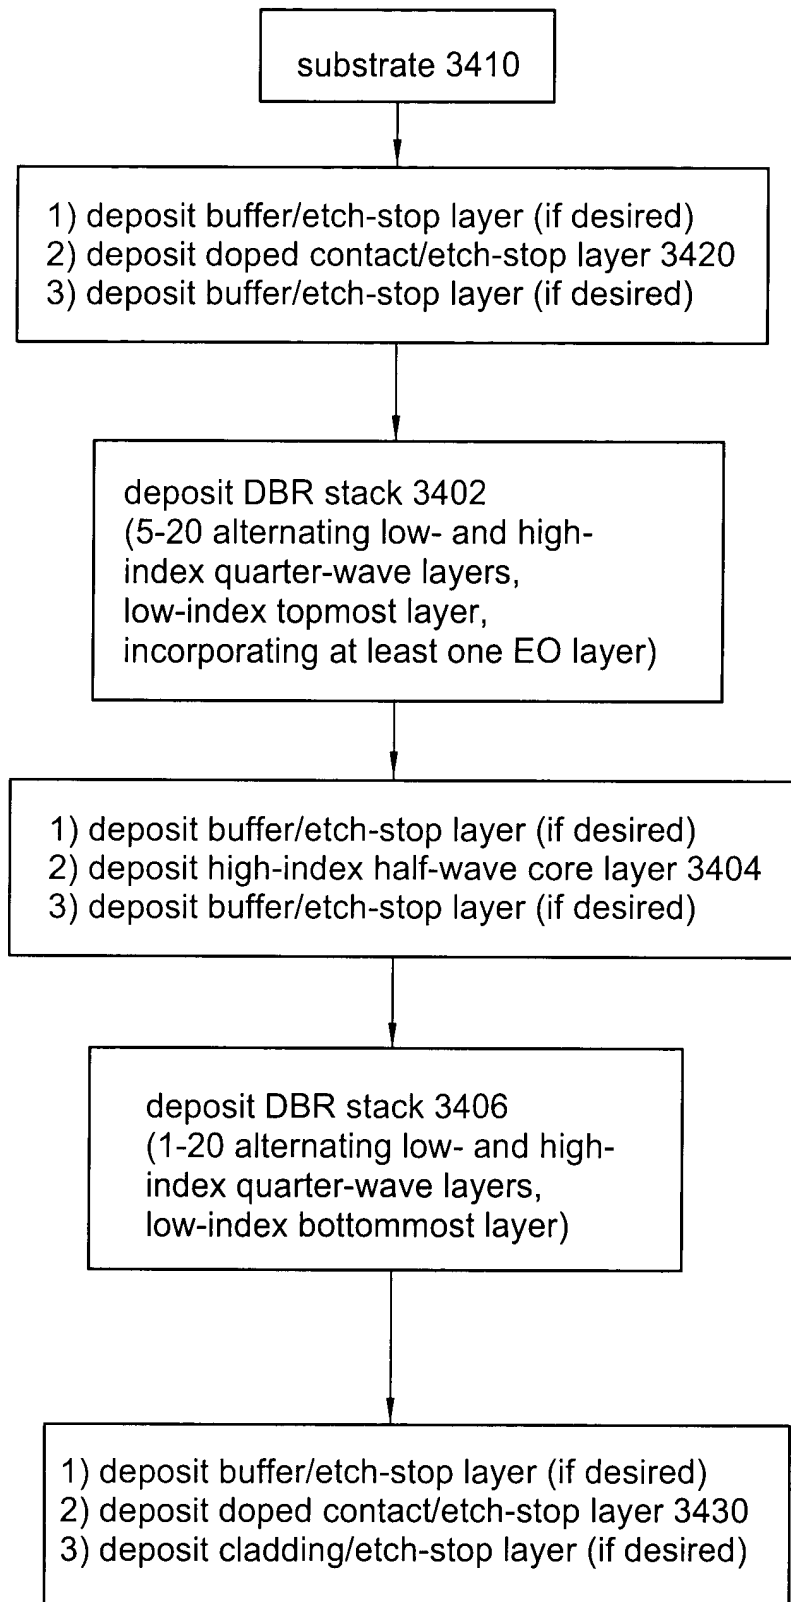 substrate 3410
1) deposit buffer/etch-stop layer (if desired)
2) deposit doped contact/etch-stop layer 3420
3) deposit buffer/etch-stop layer (if desired)
deposit DBR stack 3402
(5-20 alternating low- and high-
index quarter-wave layers,
low-index topmost layer,
incorporating at least one EO layer)
1) deposit buffer/etch-stop layer (if desired)
2) deposit high-index half-wave core layer 3404
3) deposit buffer/etch-stop layer (if desired)
deposit DBR stack 3406
(1-20 alternating low- and high-
index quarter-wave layers,
low-index bottommost layer)
1) deposit buffer/etch-stop layer (if desired)
2) deposit doped contact/etch-stop layer 3430
3) deposit cladding/etch-stop layer (if desired)